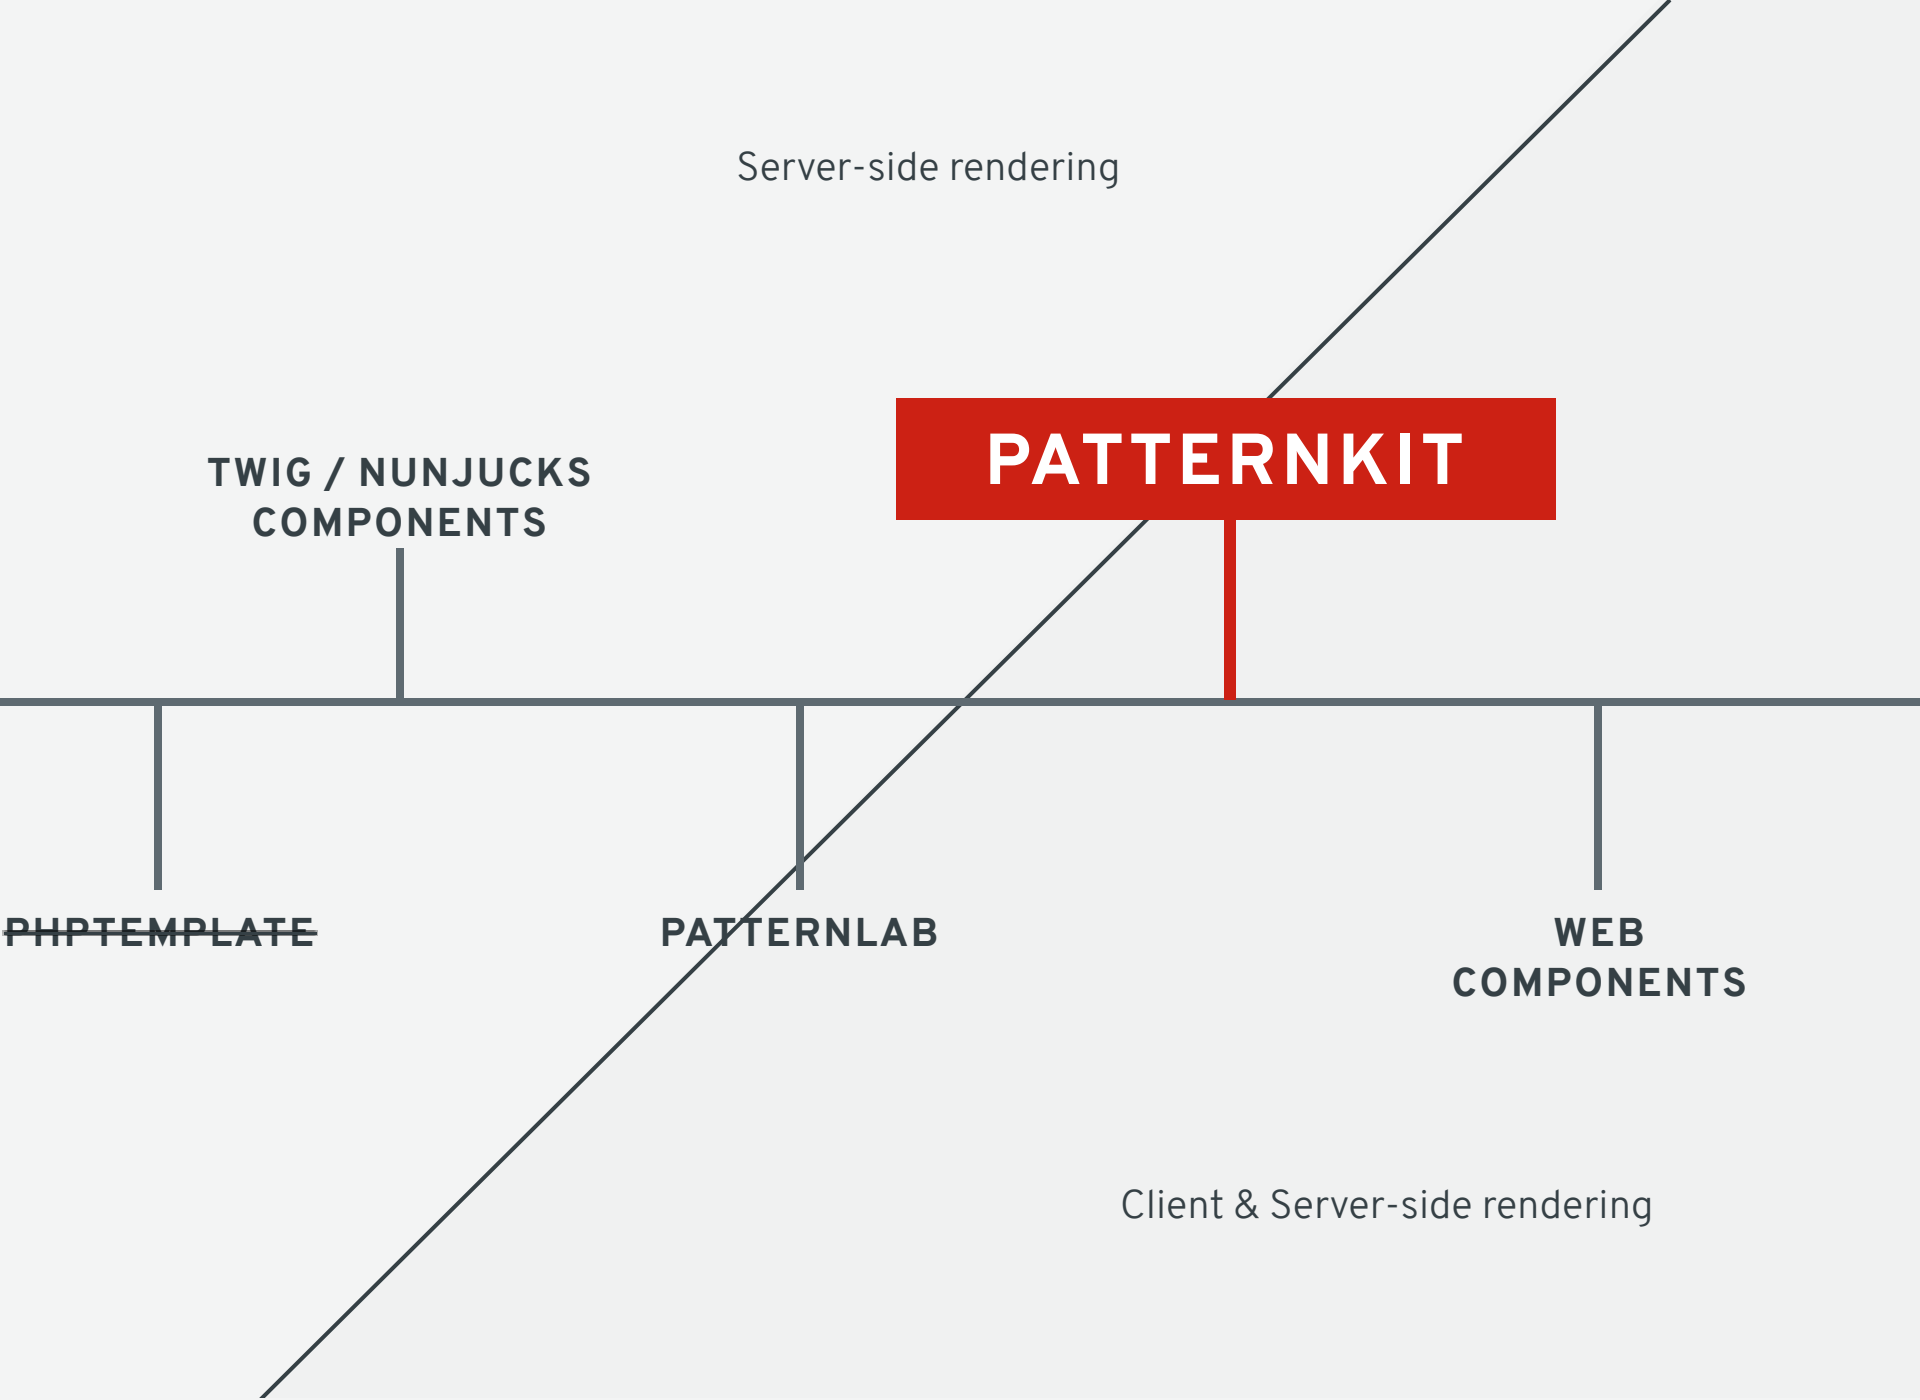 Server-side rendering
PATTERNKIT
TWIG / NUNJUCKS
COMPONENTS
PHPTEMPLATE
PATTERNLAB
WEB
COMPONENTS
Client & Server-side rendering